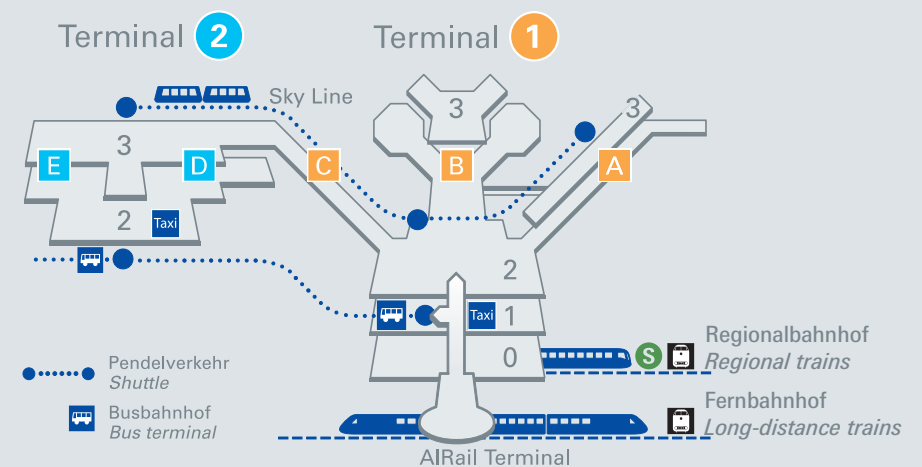 Terminal 2
Terminal 1
Sky Line
3
3
3
E
D
C
B
A
2
Taxi
2
Taxi
1
0
Regionalbahnhof
S
Regional trains
Pendelverkehr
Shuttle
Busbahnhof
Bus terminal
Fernbahnhof
Long-distance trains
AIRail Terminal